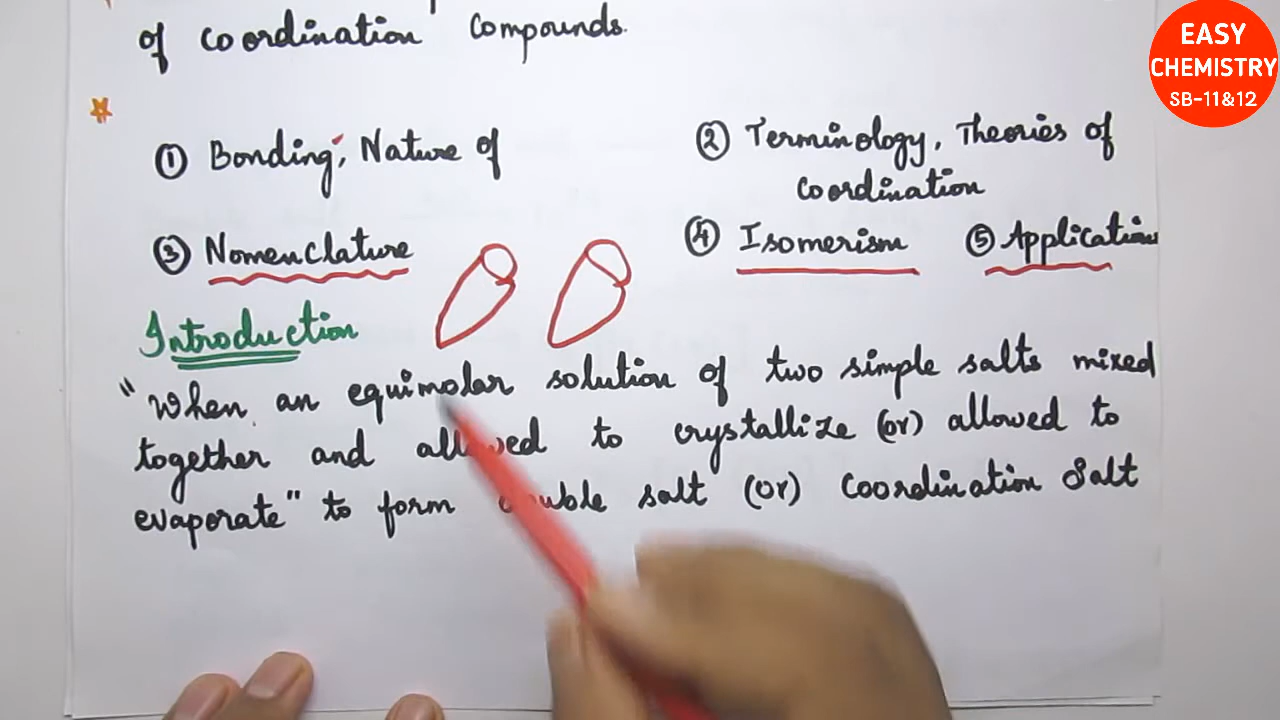 of coordination compounds.
EASY
CHEMISTRY
SB-11&12
① Bonding, Nature of
② Terminology, Theories of
coordination
③ Nomenclature
④ Isomerism ⑤ Applications
Introduction
"When an equimolar solution of two simple salts mixed
together and allowed to crystallize (or) allowed to
evaporate" to form double salt (or) coordination salt